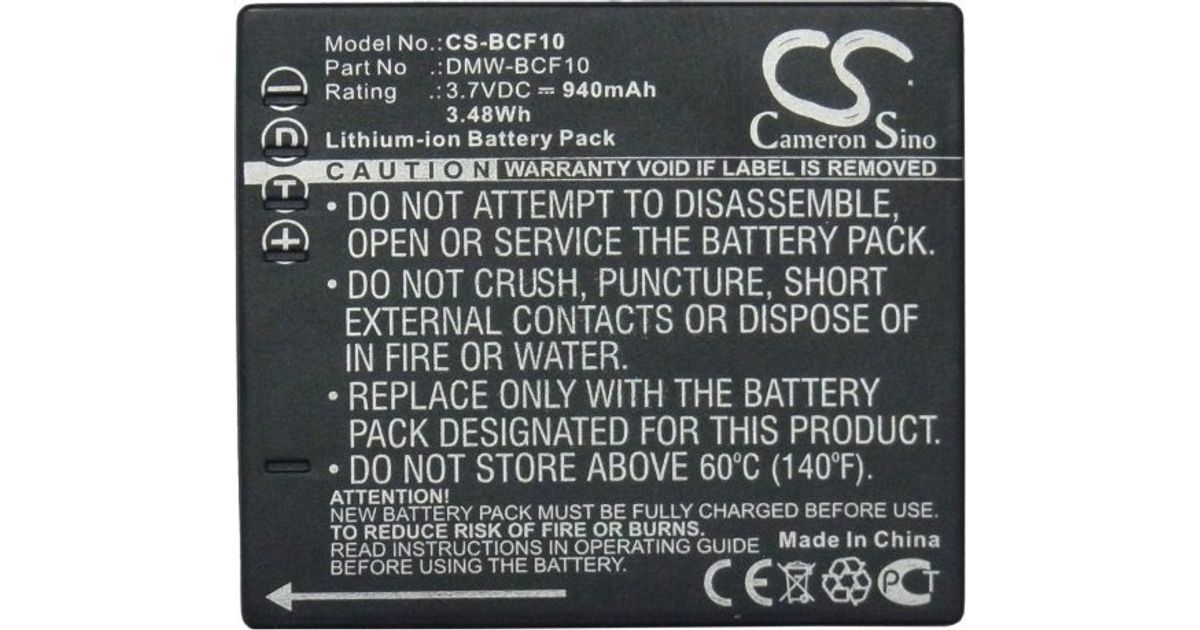 Model No.: CS-BCF10
Part No .: DMW-BCF10
Rating .: 3.7VDC ⎓ 940mAh
3.48Wh
Lithium-ion Battery Pack
CS
Cameron Sino
CAUTION WARRANTY VOID IF LABEL IS REMOVED
− D T +
• DO NOT ATTEMPT TO DISASSEMBLE,
OPEN OR SERVICE THE BATTERY PACK.
• DO NOT CRUSH, PUNCTURE, SHORT
EXTERNAL CONTACTS OR DISPOSE OF
IN FIRE OR WATER.
• REPLACE ONLY WITH THE BATTERY
PACK DESIGNATED FOR THIS PRODUCT.
• DO NOT STORE ABOVE 60°C (140°F).
ATTENTION!
NEW BATTERY PACK MUST BE FULLY CHARGED BEFORE USE.
TO REDUCE RISK OF FIRE OR BURNS.
READ INSTRUCTIONS IN OPERATING GUIDE
BEFORE USING THE BATTERY.
Made In China
CE PCT